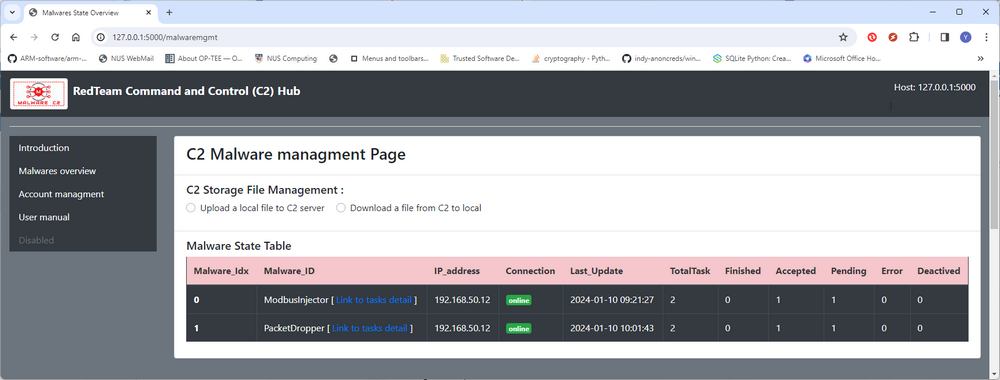 Malwares State Overview
127.0.0.1:5000/malwaremgmt
ARM-software/arm-... NUS WebMail About OP-TEE — O... NUS Computing Menus and toolbars... Trusted Software De... cryptography - Pyth... indy-anoncreds/win... SQLite Python: Crea... Microsoft Office Ho...
MALWARE C2
RedTeam Command and Control (C2) Hub
Host: 127.0.0.1:5000
Introduction
Malwares overview
Account managment
User manual
Disabled
C2 Malware managment Page
C2 Storage File Management :
Upload a local file to C2 server Download a file from C2 to local
Malware State Table
Malware_Idx Malware_ID IP_address Connection Last_Update TotalTask Finished Accepted Pending Error Deactived
0 ModbusInjector [ Link to tasks detail ] 192.168.50.12 online 2024-01-10 09:21:27 2 0 1 1 0 0
1 PacketDropper [ Link to tasks detail ] 192.168.50.12 online 2024-01-10 10:01:43 2 0 1 1 0 0